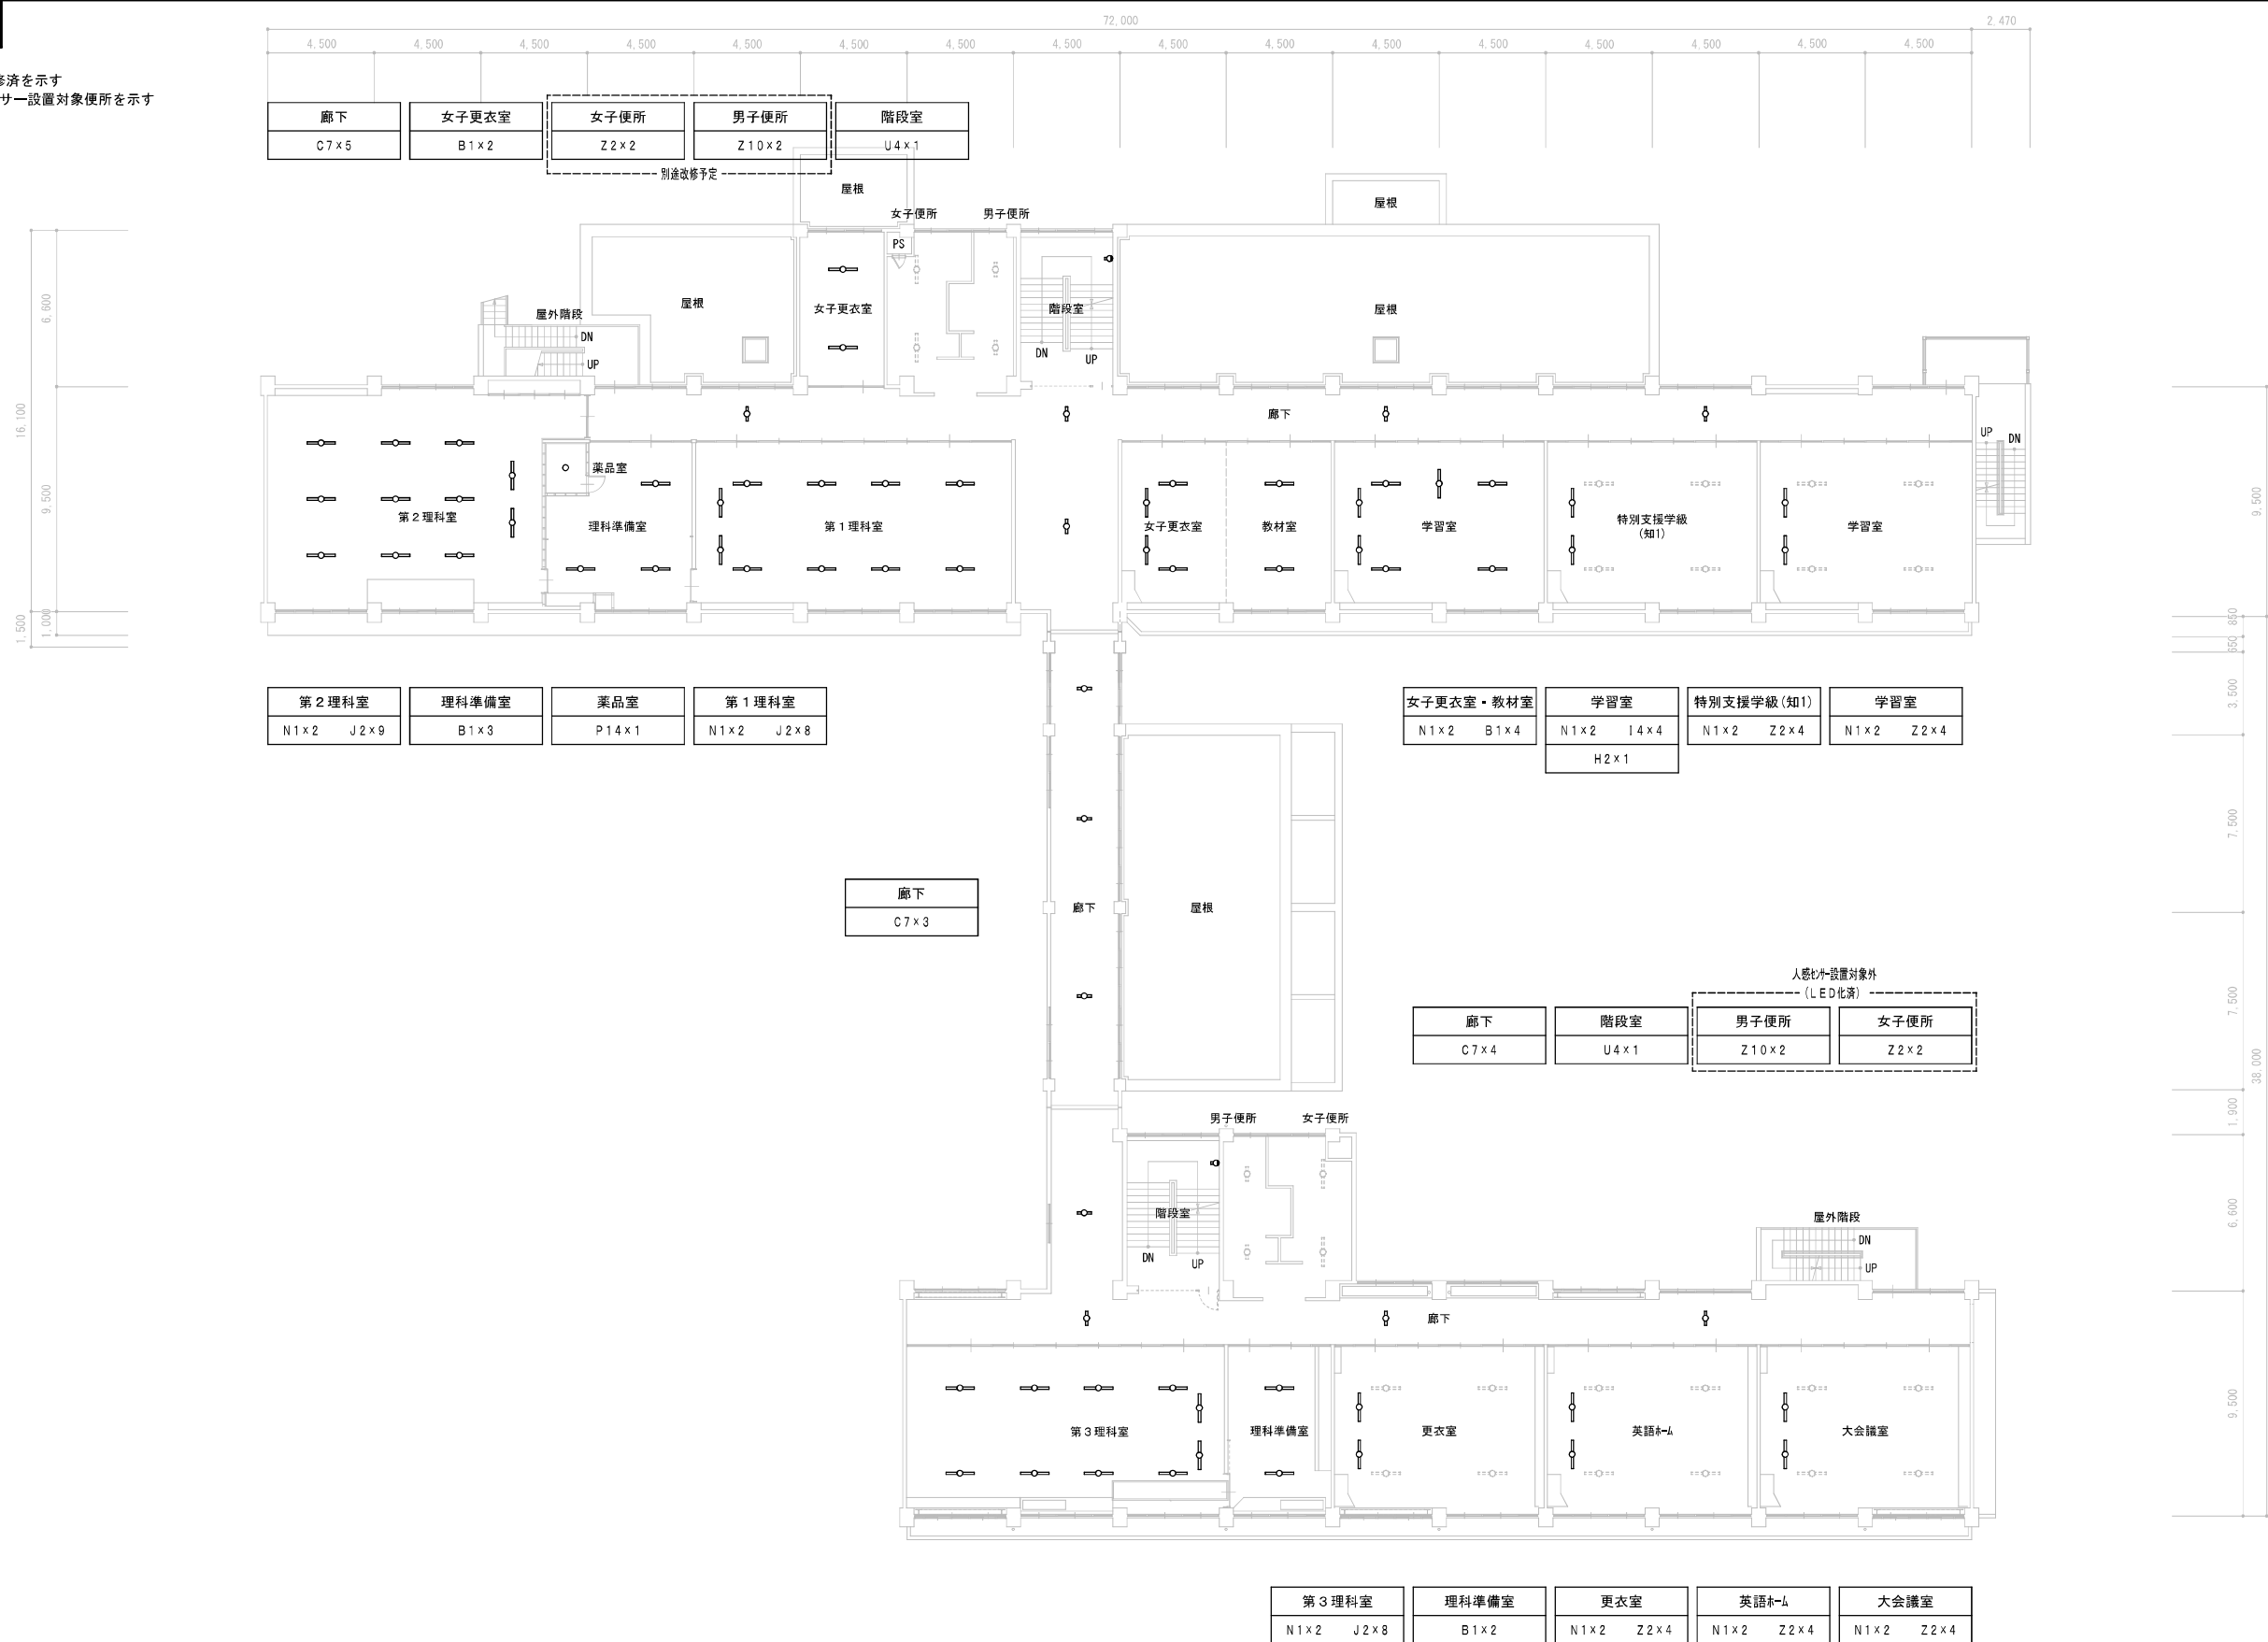 72,000
2,470
4,500 4,500 4,500 4,500 4,500 4,500 4,500 4,500 4,500 4,500 4,500 4,500 4,500 4,500 4,500 4,500
済を示す
サー設置対象便所を示す
廊下 女子更衣室 女子便所 男子便所 階段室
C7×5 B1×2 Z2×2 Z10×2 U4×1
別途改修予定
屋根
屋根
女子便所 男子便所
PS
屋根
女子更衣室
階段室
屋根
屋外階段
DN
UP
DN
UP
6,600
16,100
9,500
1,500
1,000
廊下
UP
DN
薬品室
第2理科室
理科準備室
第1理科室
女子更衣室
教材室
学習室
特別支援学級
(知1)
学習室
9,500
850
650
3,500
7,500
7,500
38,000
1,900
6,600
9,500
第2理科室 理科準備室 薬品室 第1理科室
N1×2 J2×9 B1×3 P14×1 N1×2 J2×8
女子更衣室・教材室 学習室 特別支援学級(知1) 学習室
N1×2 B1×4 N1×2 I4×4 N1×2 Z2×4 N1×2 Z2×4
H2×1
廊下
C7×3
廊下
屋根
人感センサー設置対象外
(LED化済)
廊下 階段室 男子便所 女子便所
C7×4 U4×1 Z10×2 Z2×2
男子便所 女子便所
階段室
DN
UP
屋外階段
DN
UP
廊下
第3理科室
理科準備室
更衣室
英語ホーム
大会議室
第3理科室 理科準備室 更衣室 英語ホーム 大会議室
N1×2 J2×8 B1×2 N1×2 Z2×4 N1×2 Z2×4 N1×2 Z2×4